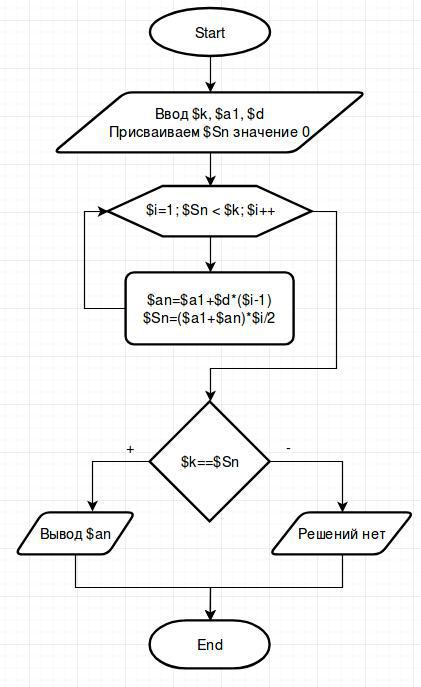 Start
Ввод $k, $a1, $d
Присваиваем $Sn значение 0
$i=1; $Sn < $k; $i++
$an=$a1+$d*($i-1)
$Sn=($a1+$an)*$i/2
$k==$Sn
+
-
Вывод $an
Решений нет
End